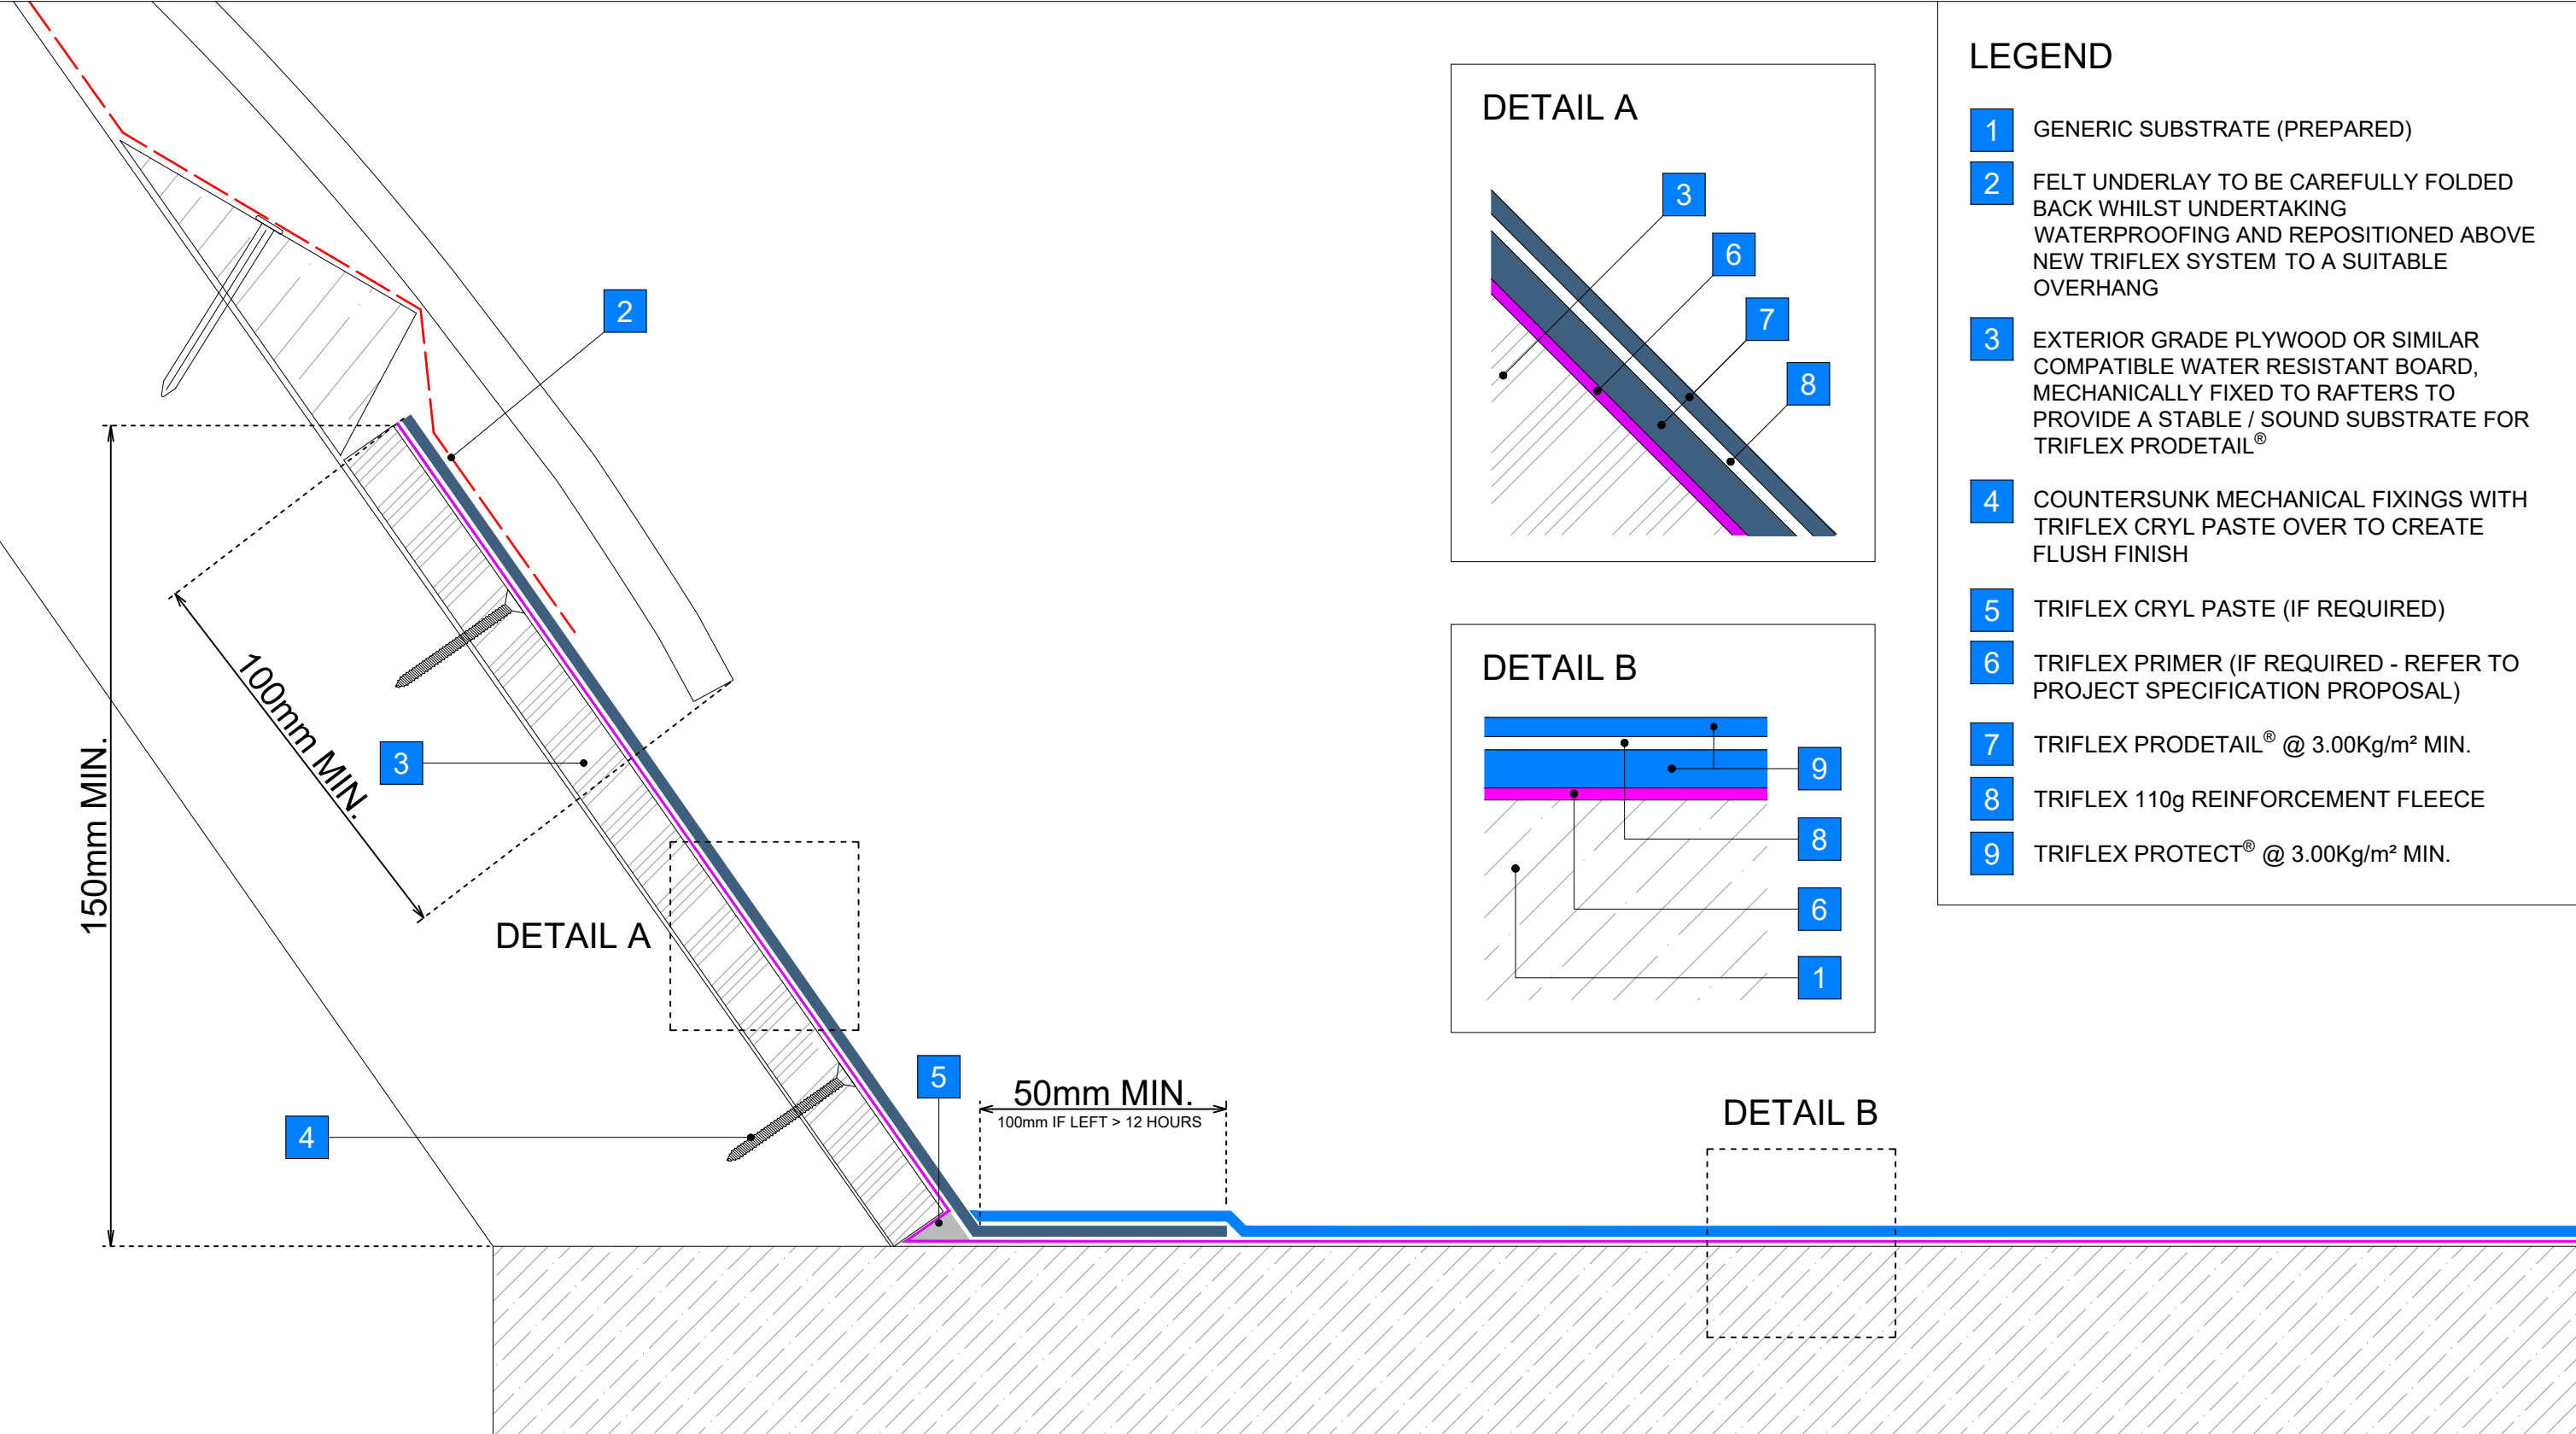 LEGEND
1 GENERIC SUBSTRATE (PREPARED)
2 FELT UNDERLAY TO BE CAREFULLY FOLDED
BACK WHILST UNDERTAKING
WATERPROOFING AND REPOSITIONED ABOVE
NEW TRIFLEX SYSTEM TO A SUITABLE
OVERHANG
3 EXTERIOR GRADE PLYWOOD OR SIMILAR
COMPATIBLE WATER RESISTANT BOARD,
MECHANICALLY FIXED TO RAFTERS TO
PROVIDE A STABLE / SOUND SUBSTRATE FOR
TRIFLEX PRODETAIL®
4 COUNTERSUNK MECHANICAL FIXINGS WITH
TRIFLEX CRYL PASTE OVER TO CREATE
FLUSH FINISH
5 TRIFLEX CRYL PASTE (IF REQUIRED)
6 TRIFLEX PRIMER (IF REQUIRED - REFER TO
PROJECT SPECIFICATION PROPOSAL)
7 TRIFLEX PRODETAIL® @ 3.00Kg/m² MIN.
8 TRIFLEX 110g REINFORCEMENT FLEECE
9 TRIFLEX PROTECT® @ 3.00Kg/m² MIN.
DETAIL A
3
6
7
8
DETAIL B
9
8
6
1
2
150mm MIN.
100mm MIN.
3
DETAIL A
4
5
50mm MIN.
100mm IF LEFT > 12 HOURS
DETAIL B